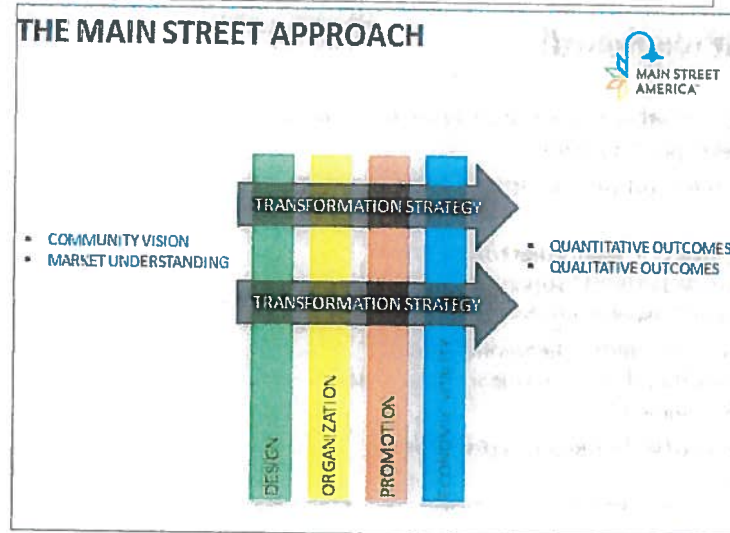 THE MAIN STREET APPROACH
MAIN STREET
AMERICA™
TRANSFORMATION STRATEGY
▪ COMMUNITY VISION
▪ MARKET UNDERSTANDING
▪ QUANTITATIVE OUTCOMES
▪ QUALITATIVE OUTCOMES
TRANSFORMATION STRATEGY
DESIGN
ORGANIZATION
PROMOTION
ECONOMIC VITALITY